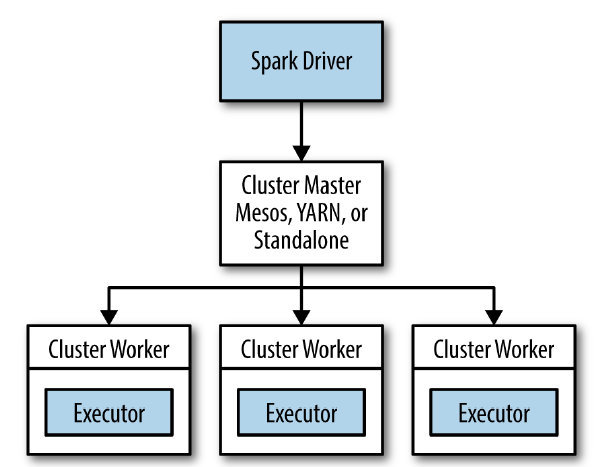 Spark Driver
Cluster Master
Mesos, YARN, or
Standalone
Cluster Worker
Cluster Worker
Cluster Worker
Executor
Executor
Executor